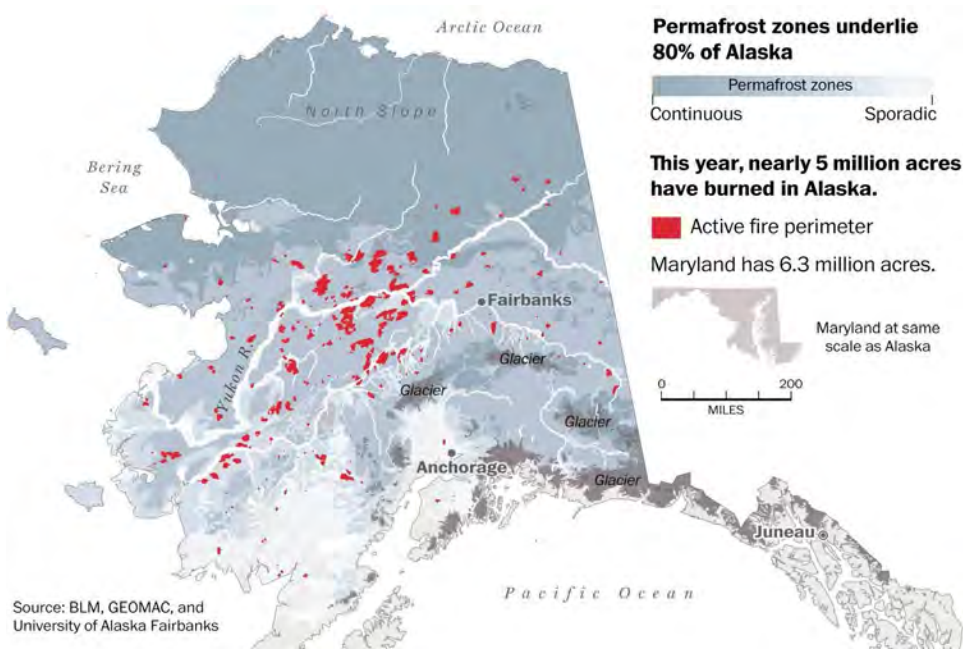 Arctic Ocean
Permafrost zones underlie
80% of Alaska
Permafrost zones
Continuous
Sporadic
North Slope
Bering
Sea
This year, nearly 5 million acres
have burned in Alaska.
Active fire perimeter
Maryland has 6.3 million acres.
Fairbanks
Maryland at same
scale as Alaska
Glacier
Yukon R.
Glacier
0
200
MILES
Glacier
Anchorage
Glacier
Juneau
Pacific Ocean
Source: BLM, GEOMAC, and
University of Alaska Fairbanks